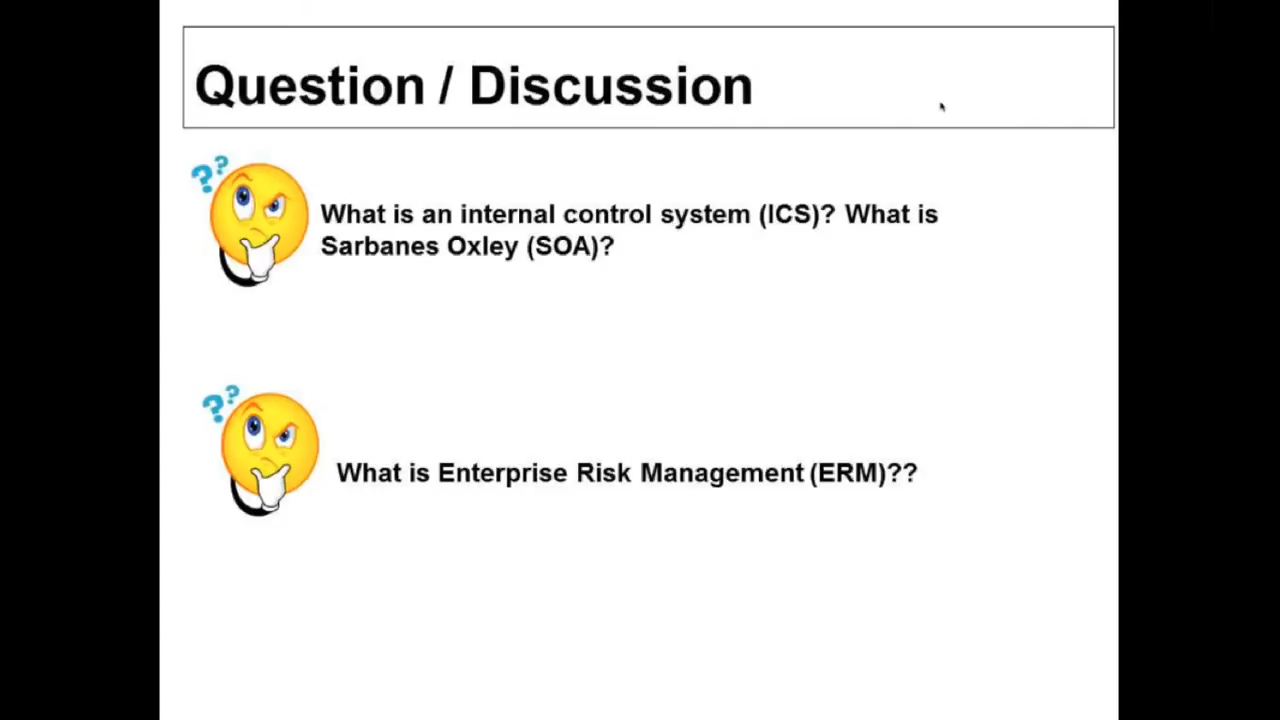 Question / Discussion
? ?
What is an internal control system (ICS)? What is
Sarbanes Oxley (SOA)?
? ?
What is Enterprise Risk Management (ERM)??